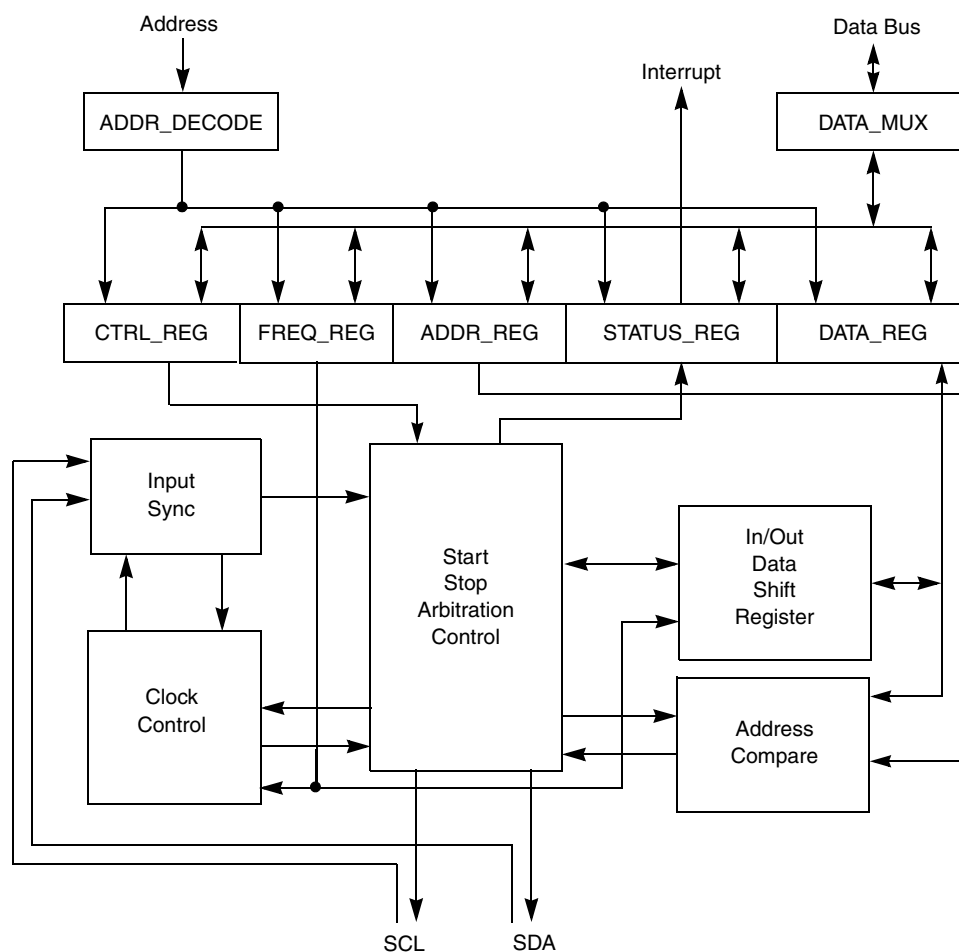 Address
Data Bus
Interrupt
ADDR_DECODE
DATA_MUX
CTRL_REG
FREQ_REG
ADDR_REG
STATUS_REG
DATA_REG
Input
Sync
Start
Stop
Arbitration
Control
In/Out
Data
Shift
Register
Clock
Control
Address
Compare
SCL
SDA